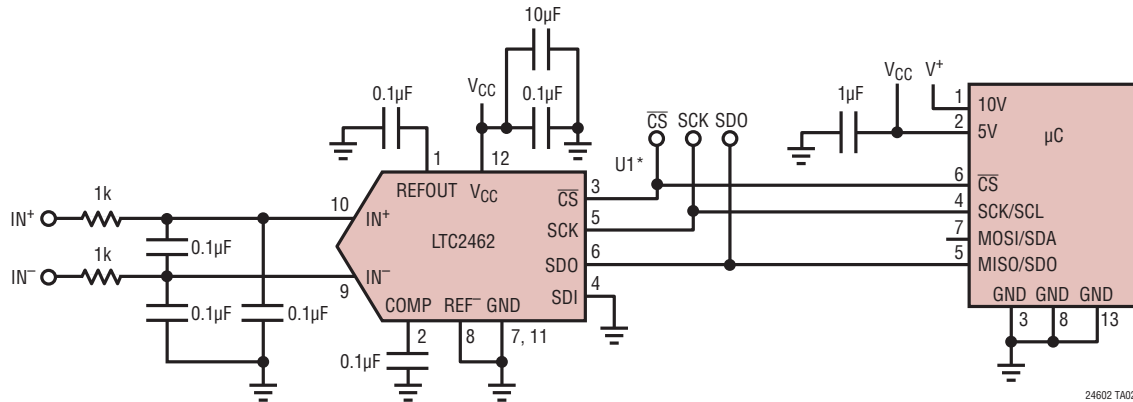 10µF
VCC
0.1µF
0.1µF
1
12
REFOUT
VCC
1k
IN+
10
IN+
0.1µF
1k
IN−
9
IN−
0.1µF
0.1µF
LTC2462
COMP
REF−
GND
2
8
7, 11
0.1µF
CS
3
SCK
5
SDO
6
SDI
4
CS
SCK
SDO
U1*
1µF
VCC
V+
1
10V
2
5V
µC
6
CS
4
SCK/SCL
7
MOSI/SDA
5
MISO/SDO
GND
GND
GND
3
8
13
24602 TA02